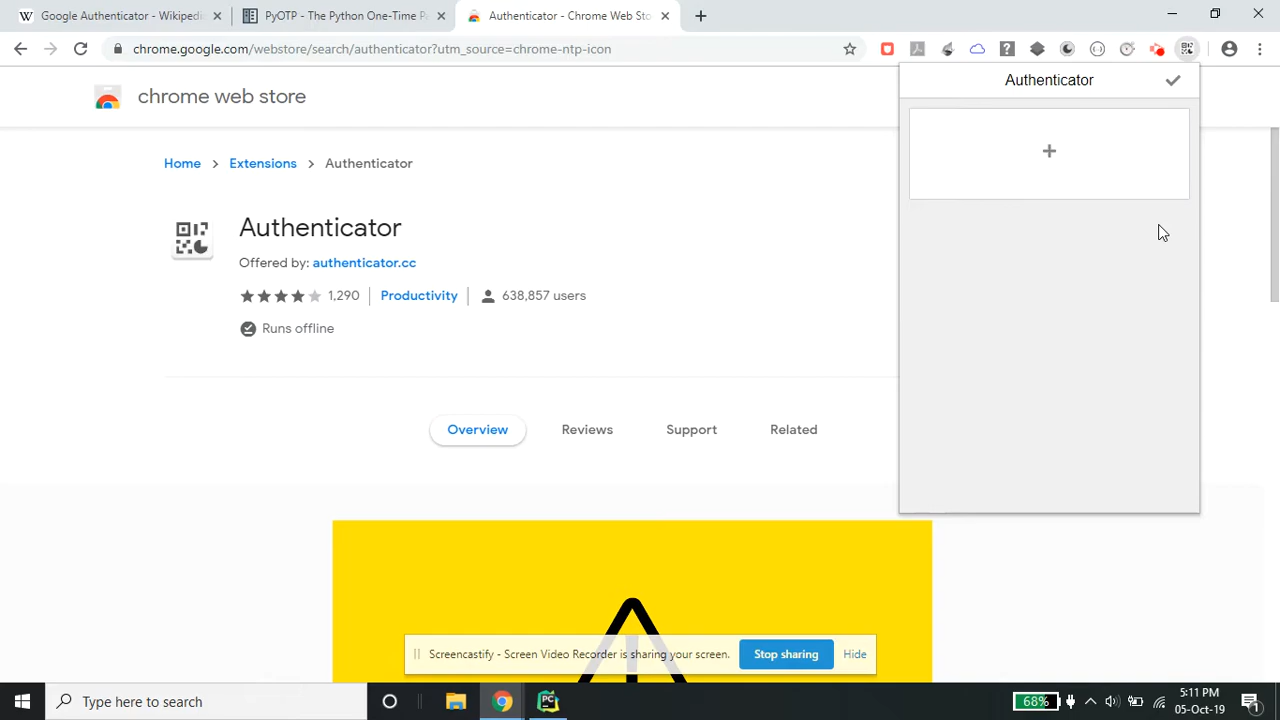 Google Authenticator - Wikipedi
PyOTP - The Python One-Time P
Authenticator - Chrome Web Sto
chrome.google.com/webstore/search/authenticator?utm_source=chrome-ntp-icon
Authenticator
chrome web store
Home > Extensions > Authenticator
Authenticator
Offered by: authenticator.cc
1,290 Productivity 638,857 users
Runs offline
Overview Reviews Support Related
Screencastify - Screen Video Recorder is sharing your screen. Stop sharing Hide
Type here to search
PC
68%
5:11 PM
05-Oct-19
1